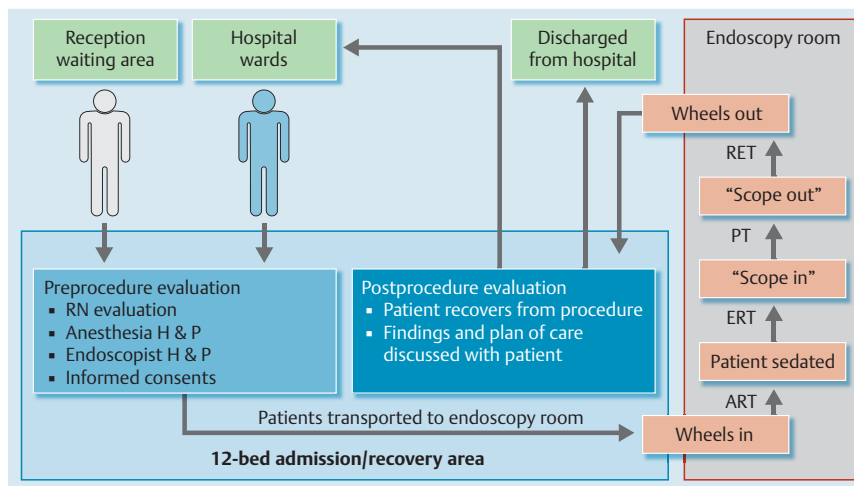 Reception
waiting area
Hospital
wards
Discharged
from hospital
Endoscopy room
Wheels out
RET
“Scope out”
PT
“Scope in”
ERT
Patient sedated
ART
Wheels in
Preprocedure evaluation
▪ RN evaluation
▪ Anesthesia H & P
▪ Endoscopist H & P
▪ Informed consents
Postprocedure evaluation
▪ Patient recovers from procedure
▪ Findings and plan of care
discussed with patient
Patients transported to endoscopy room
12-bed admission/recovery area